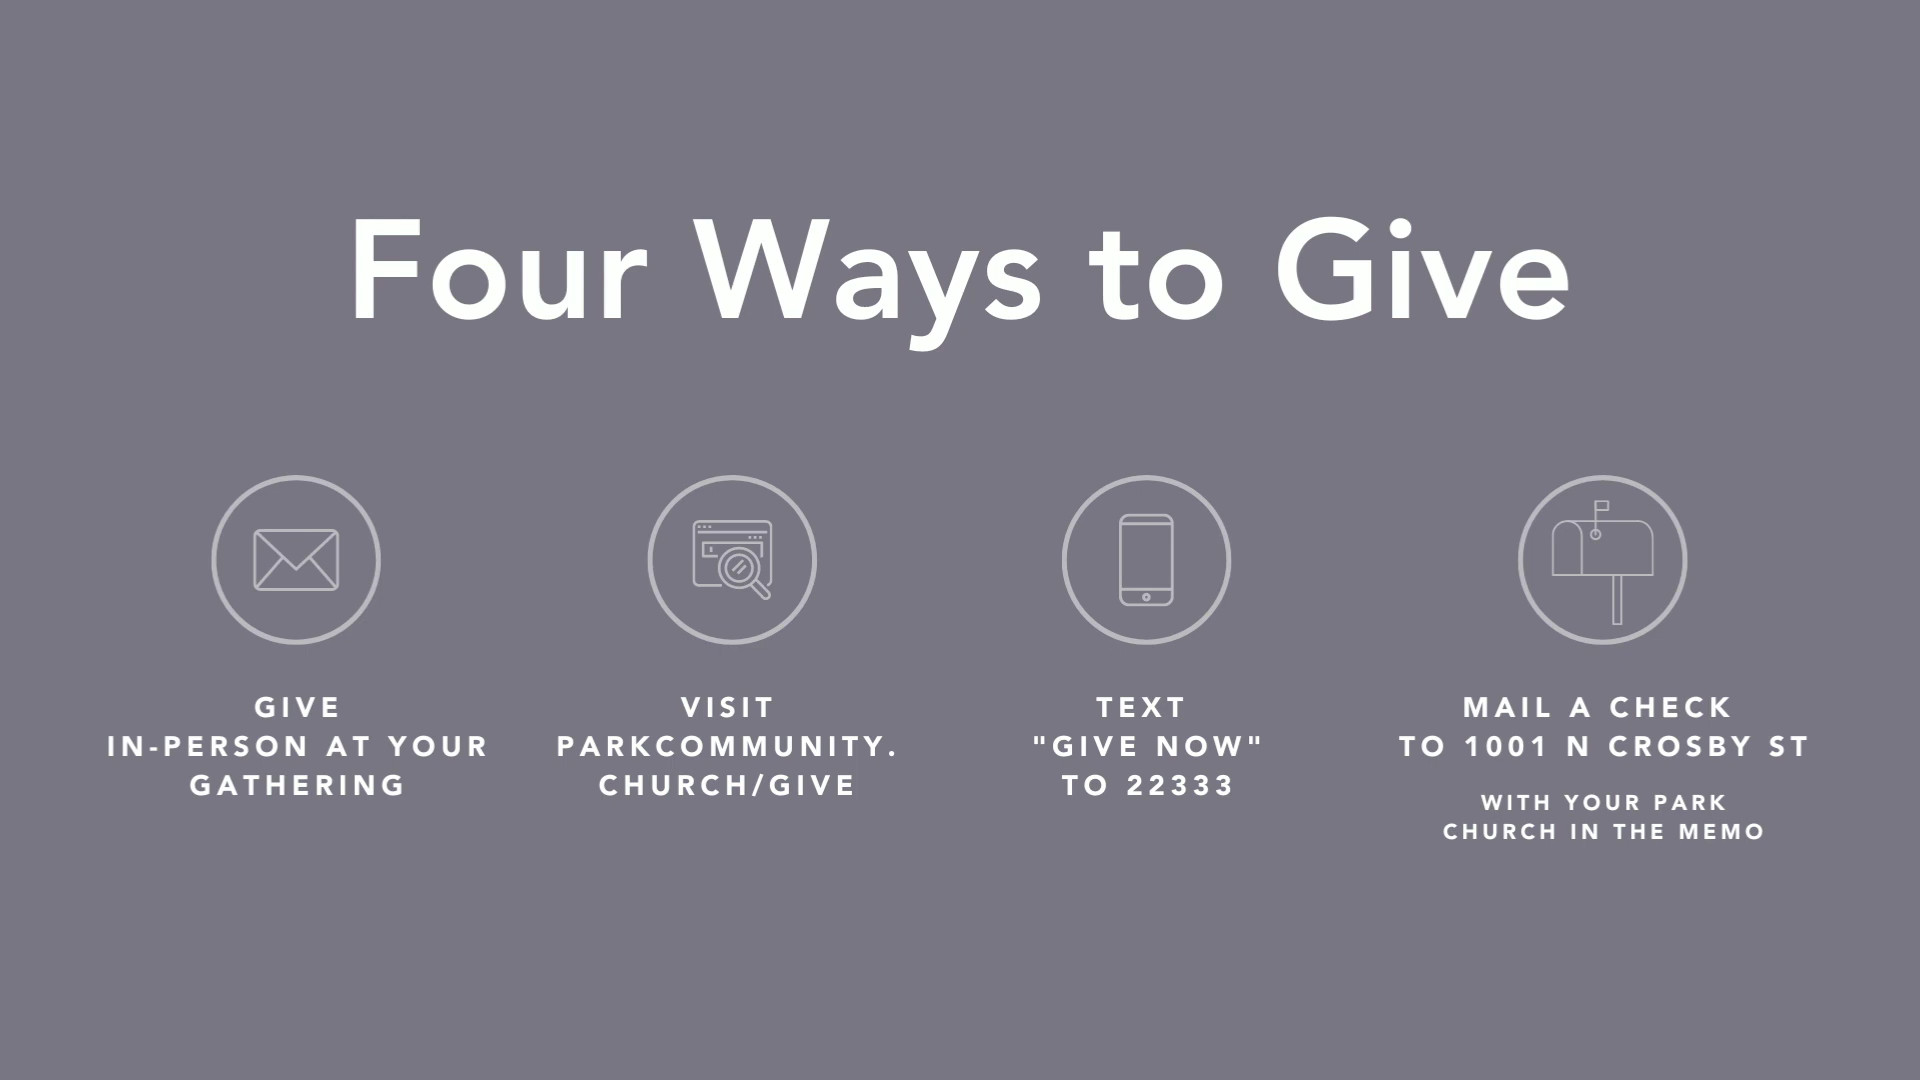 Four Ways to Give
GIVE
IN-PERSON AT YOUR
GATHERING
VISIT
PARKCOMMUNITY.
CHURCH/GIVE
TEXT
"GIVE NOW"
TO 22333
MAIL A CHECK
TO 1001 N CROSBY ST
WITH YOUR PARK
CHURCH IN THE MEMO